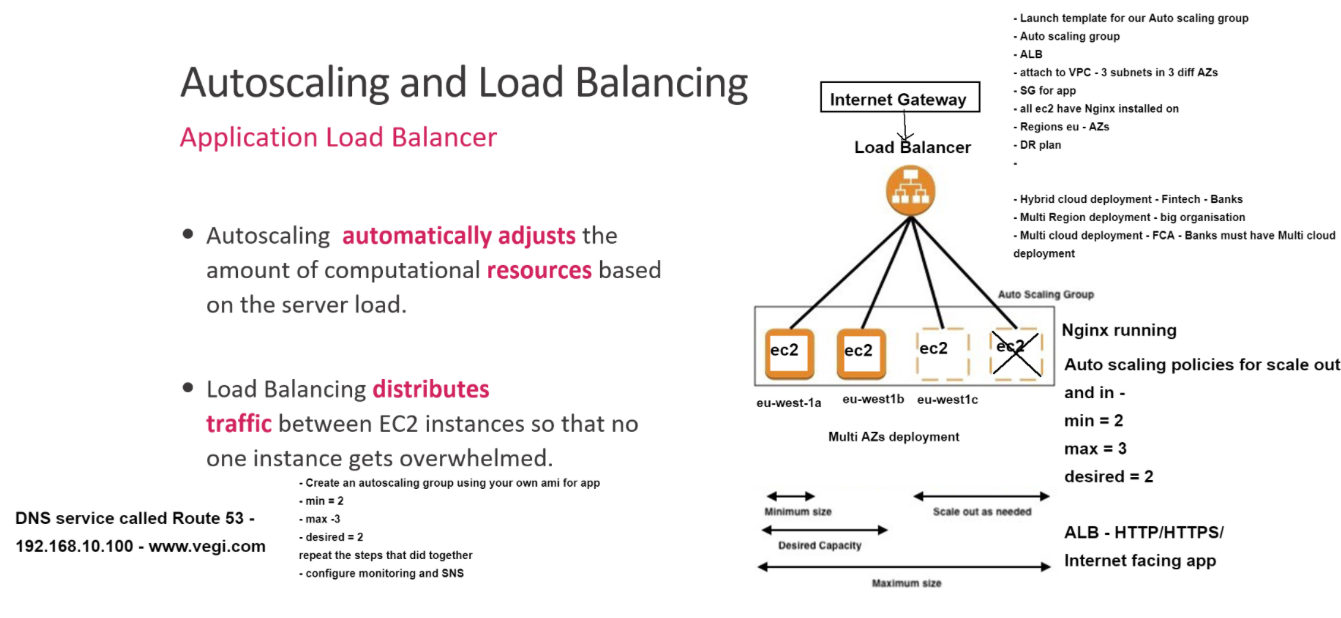 Autoscaling and Load Balancing
Application Load Balancer
• Autoscaling automatically adjusts the
amount of computational resources based
on the server load.
• Load Balancing distributes
traffic between EC2 instances so that no
one instance gets overwhelmed.
DNS service called Route 53 -
192.168.10.100 - www.vegi.com
- Create an autoscaling group using your own ami for app
- min = 2
- max -3
- desired = 2
repeat the steps that did together
- configure monitoring and SNS
Internet Gateway
Load Balancer
Auto Scaling Group
ec2
ec2
ec2
ec2
eu-west-1a
eu-west1b
eu-west1c
Multi AZs deployment
Minimum size
Scale out as needed
Desired Capacity
Maximum size
- Launch template for our Auto scaling group
- Auto scaling group
- ALB
- attach to VPC - 3 subnets in 3 diff AZs
- SG for app
- all ec2 have Nginx installed on
- Regions eu - AZs
- DR plan
-
- Hybrid cloud deployment - Fintech - Banks
- Multi Region deployment - big organisation
- Multi cloud deployment - FCA - Banks must have Multi cloud
deployment
Nginx running
Auto scaling policies for scale out
and in -
min = 2
max = 3
desired = 2
ALB - HTTP/HTTPS/
Internet facing app